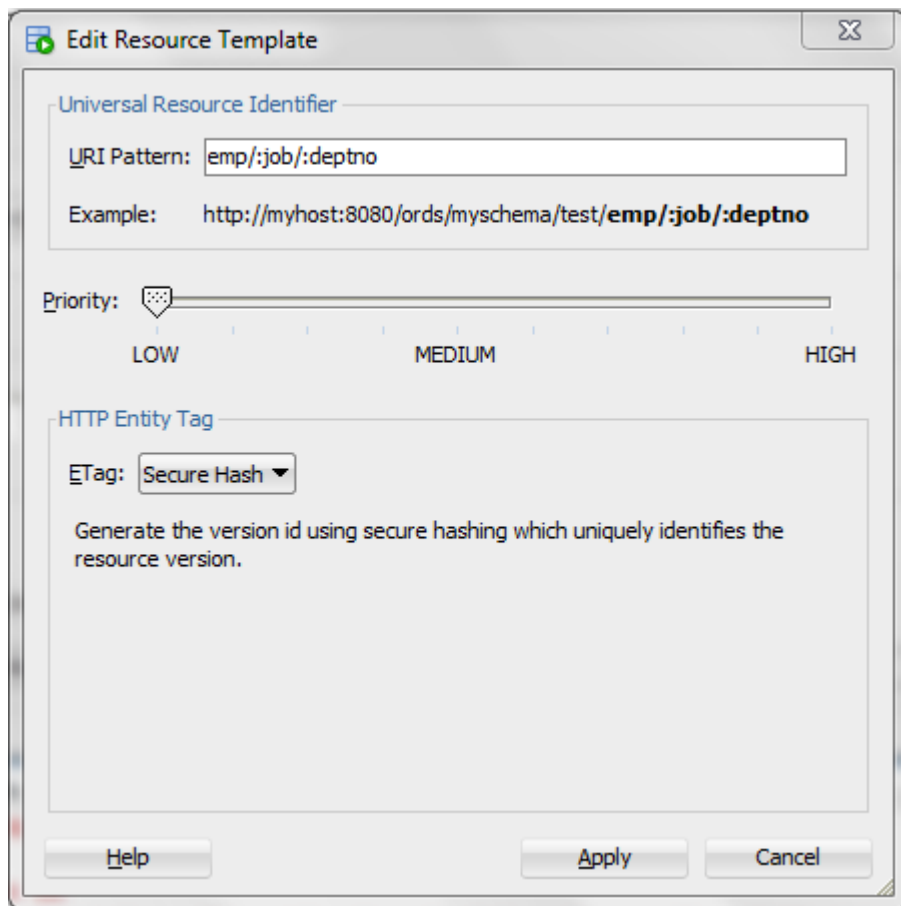 Edit Resource Template
Universal Resource Identifier
URI Pattern: emp/:job/:deptno
Example: http://myhost:8080/ords/myschema/test/emp/:job/:deptno
Priority:
LOW MEDIUM HIGH
HTTP Entity Tag
ETag: Secure Hash
Generate the version id using secure hashing which uniquely identifies the
resource version.
Help Apply Cancel